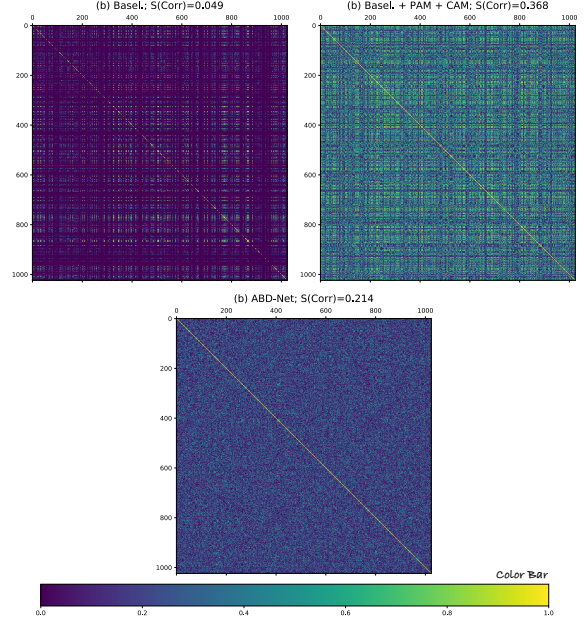 (b) Basel.; S(Corr)=0.049
(b) Basel. + PAM + CAM; S(Corr)=0.368
0 200 400 600 800 1000
0 200 400 600 800 1000
0
200
400
600
800
1000
0
200
400
600
800
1000
(b) ABD-Net; S(Corr)=0.214
0 200 400 600 800 1000
0
200
400
600
800
1000
Color Bar
0.0 0.2 0.4 0.6 0.8 1.0